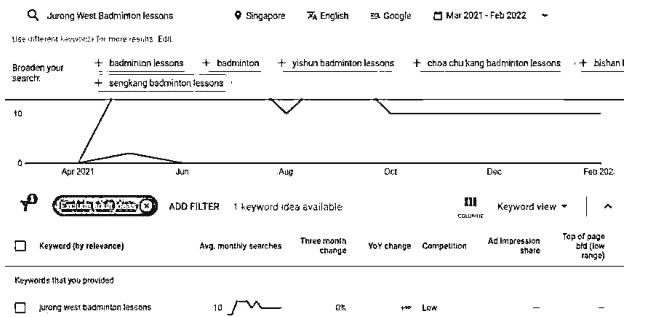 Jurong West Badminton lessons Singapore English Google Mar 2021 - Feb 2022
Use different keywords for more results Edit
Broaden your search: + badminton lessons + badminton + yishun badminton lessons + choa chu kang badminton lessons + bishan
+ sengkang badminton lessons
10
0
Apr 2021 Jun Aug Oct Dec Feb 202
ADD FILTER 1 keyword idea available COLUMNS Keyword view
Keyword (by relevance) Avg. monthly searches Three month change YoY change Competition Ad impression share Top of page bid (low range)
Keywords that you provided
jurong west badminton lessons 10 0% Low — —